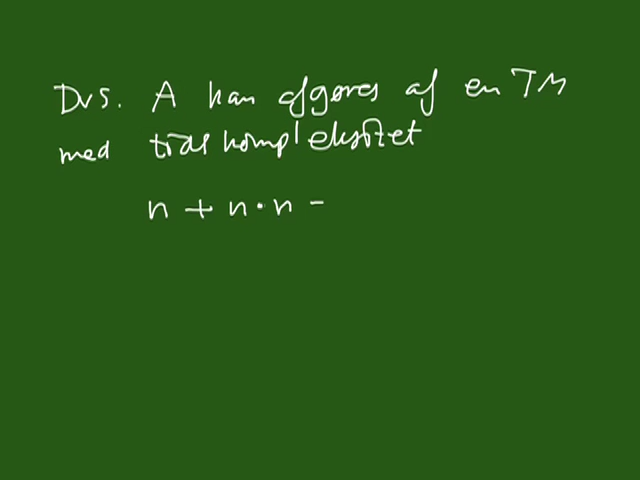 Dvs. A kan afgøres af en TM
med tidskompleksitet
n + n · n =